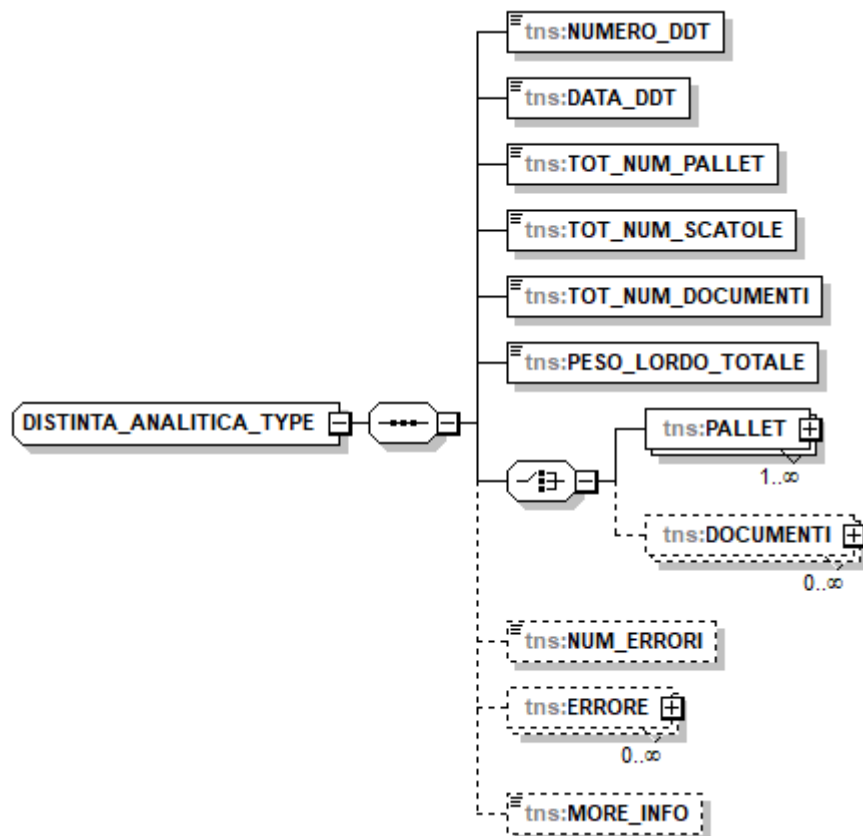 tns:NUMERO_DDT
tns:DATA_DDT
tns:TOT_NUM_PALLET
tns:TOT_NUM_SCATOLE
tns:TOT_NUM_DOCUMENTI
tns:PESO_LORDO_TOTALE
DISTINTA_ANALITICA_TYPE
tns:PALLET
1..∞
tns:DOCUMENTI
0..∞
tns:NUM_ERRORI
tns:ERRORE
0..∞
tns:MORE_INFO